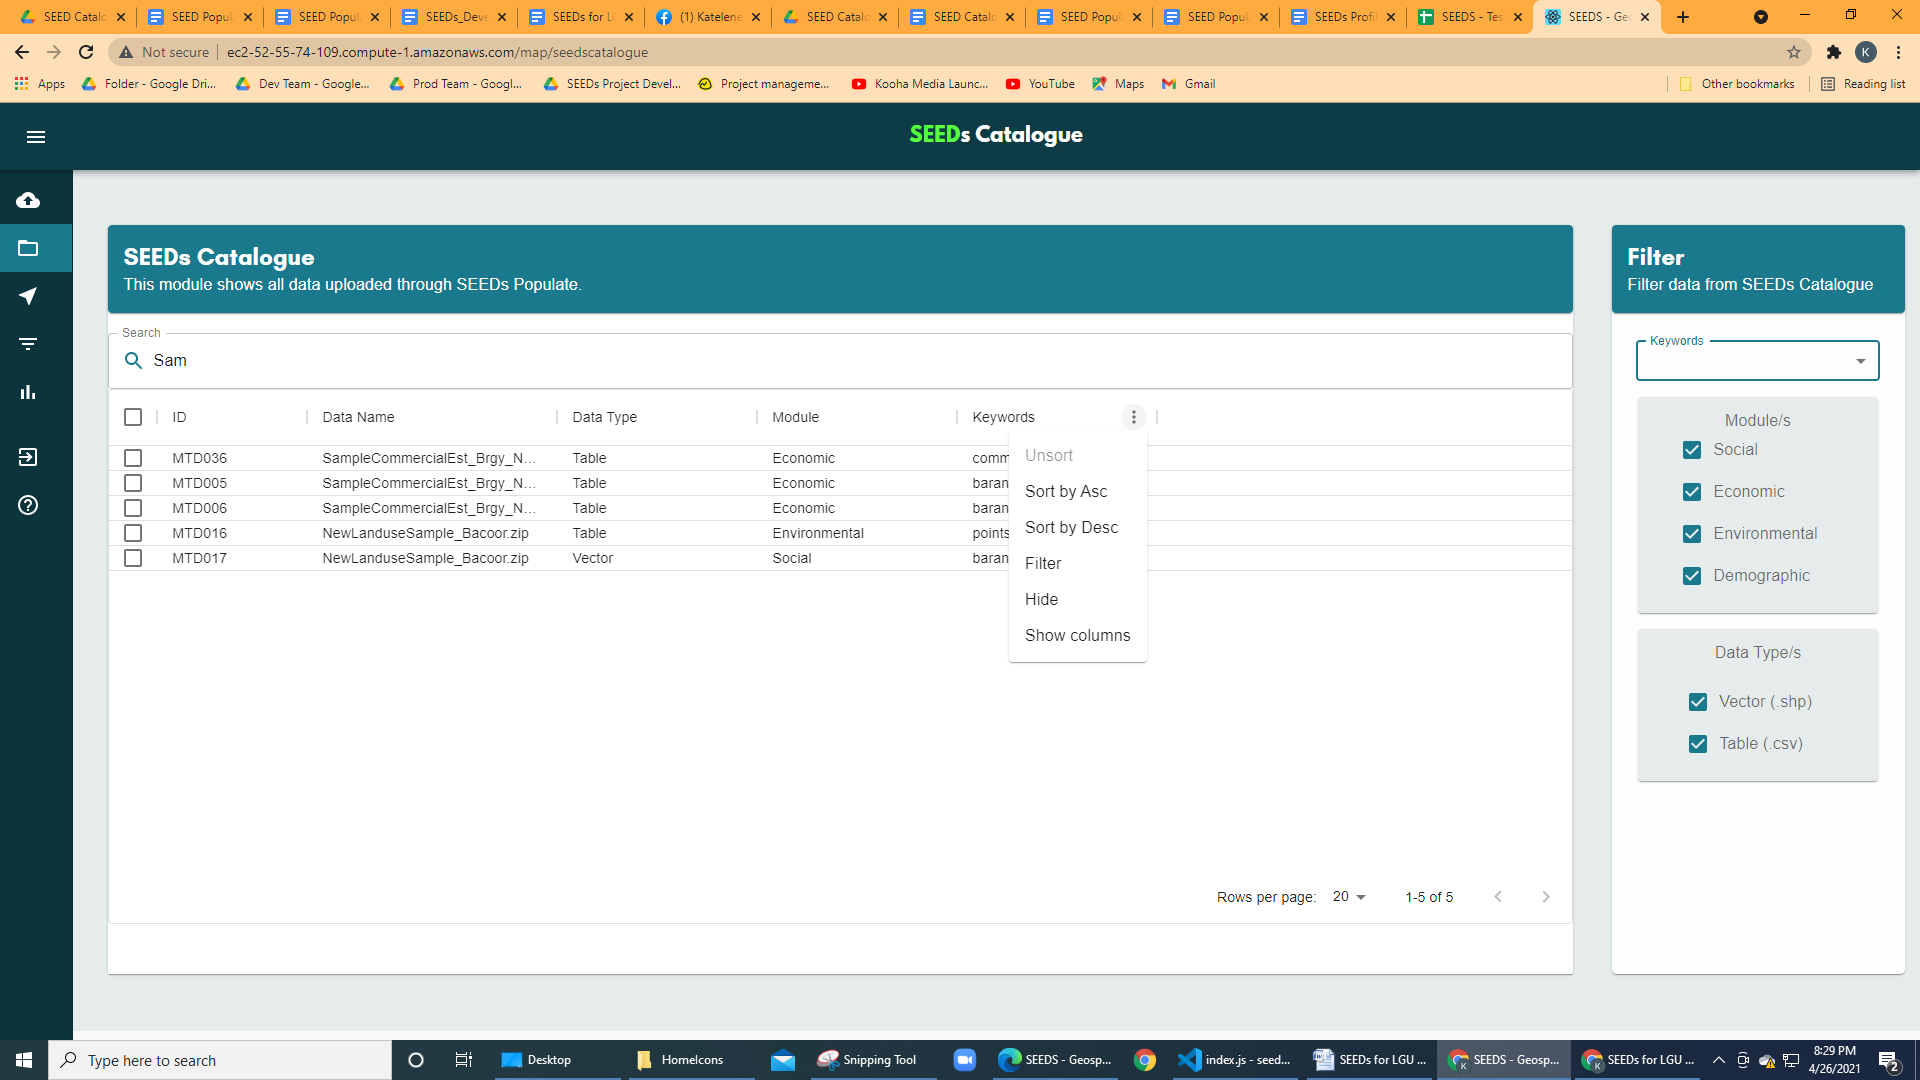 SEED Catalo
SEED Popula
SEED Popula
SEEDs_Deve
SEEDs for LG
(1) Katelene
SEED Catalo
SEED Catalo
SEED Popula
SEED Popula
SEEDs Profil
SEEDS - Tes
SEEDS - Geo
Not secure
ec2-52-55-74-109.compute-1.amazonaws.com/map/seedscatalogue
K
Apps
Folder - Google Dri...
Dev Team - Google...
Prod Team - Googl...
SEEDs Project Devel...
Project manageme...
Kooha Media Launc...
YouTube
Maps
Gmail
Other bookmarks
Reading list
SEEDs Catalogue
SEEDs Catalogue
This module shows all data uploaded through SEEDs Populate.
Search
Sam
ID Data Name Data Type Module Keywords
MTD036 SampleCommercialEst_Brgy_N... Table Economic comm
MTD005 SampleCommercialEst_Brgy_N... Table Economic baran
MTD006 SampleCommercialEst_Brgy_N... Table Economic baran
MTD016 NewLanduseSample_Bacoor.zip Table Environmental points
MTD017 NewLanduseSample_Bacoor.zip Vector Social baran
Unsort
Sort by Asc
Sort by Desc
Filter
Hide
Show columns
Rows per page: 20 1-5 of 5
Filter
Filter data from SEEDs Catalogue
Keywords
Module/s
Social
Economic
Environmental
Demographic
Data Type/s
Vector (.shp)
Table (.csv)
Type here to search
Desktop
HomeIcons
Snipping Tool
SEEDS - Geosp...
index.js - seed...
SEEDs for LGU ...
SEEDS - Geosp...
SEEDs for LGU ...
8:29 PM
4/26/2021
2